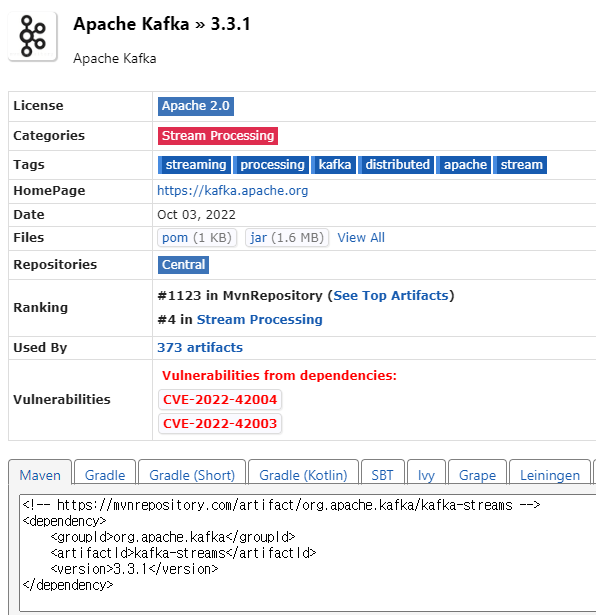 Apache Kafka » 3.3.1
Apache Kafka
License Apache 2.0
Categories Stream Processing
Tags streaming processing kafka distributed apache stream
HomePage https://kafka.apache.org
Date Oct 03, 2022
Files pom (1 KB) jar (1.6 MB) View All
Repositories Central
Ranking #1123 in MvnRepository (See Top Artifacts)
#4 in Stream Processing
Used By 373 artifacts
Vulnerabilities Vulnerabilities from dependencies:
CVE-2022-42004
CVE-2022-42003
Maven Gradle Gradle (Short) Gradle (Kotlin) SBT Ivy Grape Leiningen
<!-- https://mvnrepository.com/artifact/org.apache.kafka/kafka-streams -->
<dependency>
    <groupId>org.apache.kafka</groupId>
    <artifactId>kafka-streams</artifactId>
    <version>3.3.1</version>
</dependency>